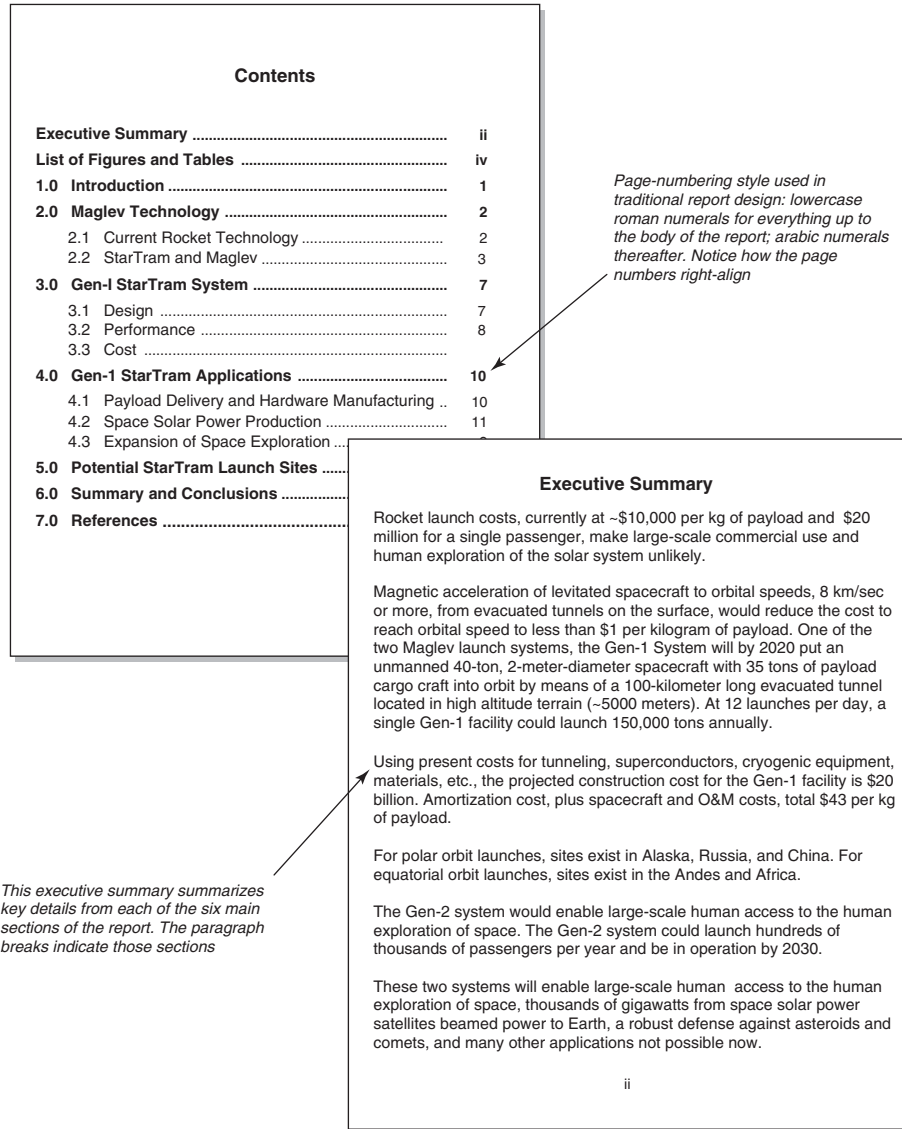 Contents
Executive Summary ............................................................... ii
List of Figures and Tables ................................................... iv
1.0 Introduction ..................................................................... 1
2.0 Maglev Technology ....................................................... 2
2.1 Current Rocket Technology .................................. 2
2.2 StarTram and Maglev .............................................. 3
3.0 Gen-I StarTram System ................................................ 7
3.1 Design ...................................................................... 7
3.2 Performance ............................................................ 8
3.3 Cost ..........................................................................
4.0 Gen-1 StarTram Applications ..................................... 10
4.1 Payload Delivery and Hardware Manufacturing .. 10
4.2 Space Solar Power Production .............................. 11
4.3 Expansion of Space Exploration ....
5.0 Potential StarTram Launch Sites ......
6.0 Summary and Conclusions ................
7.0 References .............................................
Page-numbering style used in
traditional report design: lowercase
roman numerals for everything up to
the body of the report; arabic numerals
thereafter. Notice how the page
numbers right-align
Executive Summary
Rocket launch costs, currently at ~$10,000 per kg of payload and $20
million for a single passenger, make large-scale commercial use and
human exploration of the solar system unlikely.
Magnetic acceleration of levitated spacecraft to orbital speeds, 8 km/sec
or more, from evacuated tunnels on the surface, would reduce the cost to
reach orbital speed to less than $1 per kilogram of payload. One of the
two Maglev launch systems, the Gen-1 System will by 2020 put an
unmanned 40-ton, 2-meter-diameter spacecraft with 35 tons of payload
cargo craft into orbit by means of a 100-kilometer long evacuated tunnel
located in high altitude terrain (~5000 meters). At 12 launches per day, a
single Gen-1 facility could launch 150,000 tons annually.
Using present costs for tunneling, superconductors, cryogenic equipment,
materials, etc., the projected construction cost for the Gen-1 facility is $20
billion. Amortization cost, plus spacecraft and O&M costs, total $43 per kg
of payload.
For polar orbit launches, sites exist in Alaska, Russia, and China. For
equatorial orbit launches, sites exist in the Andes and Africa.
The Gen-2 system would enable large-scale human access to the human
exploration of space. The Gen-2 system could launch hundreds of
thousands of passengers per year and be in operation by 2030.
These two systems will enable large-scale human access to the human
exploration of space, thousands of gigawatts from space solar power
satellites beamed power to Earth, a robust defense against asteroids and
comets, and many other applications not possible now.
ii
This executive summary summarizes
key details from each of the six main
sections of the report. The paragraph
breaks indicate those sections